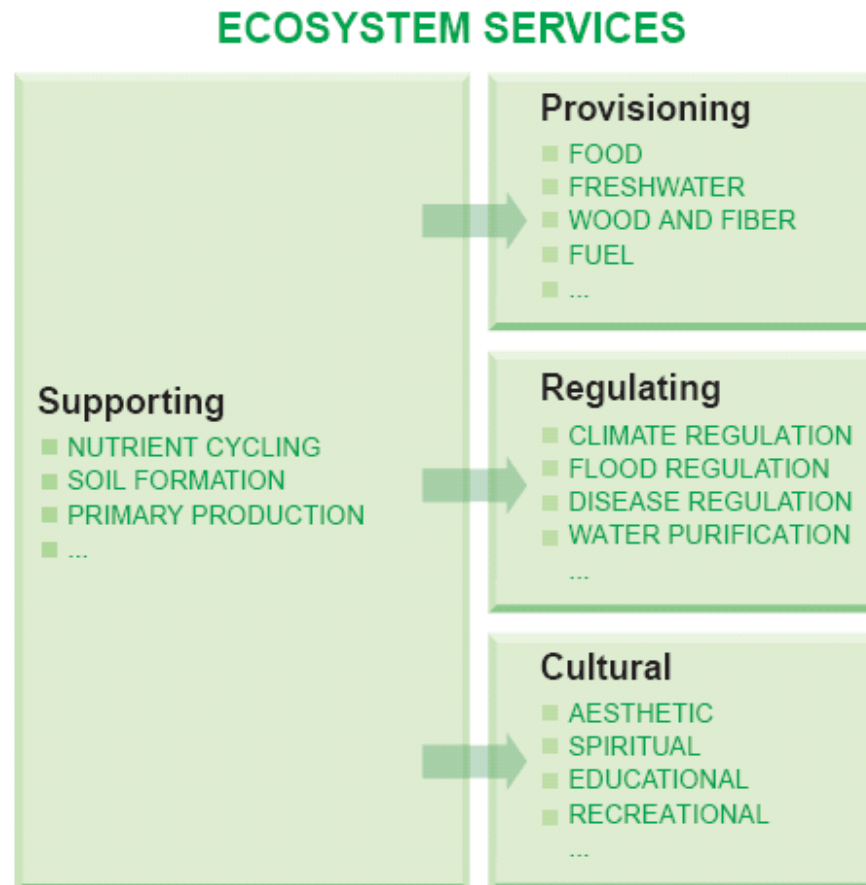 ECOSYSTEM SERVICES
Supporting
NUTRIENT CYCLING
SOIL FORMATION
PRIMARY PRODUCTION
...
Provisioning
FOOD
FRESHWATER
WOOD AND FIBER
FUEL
...
Regulating
CLIMATE REGULATION
FLOOD REGULATION
DISEASE REGULATION
WATER PURIFICATION
...
Cultural
AESTHETIC
SPIRITUAL
EDUCATIONAL
RECREATIONAL
...